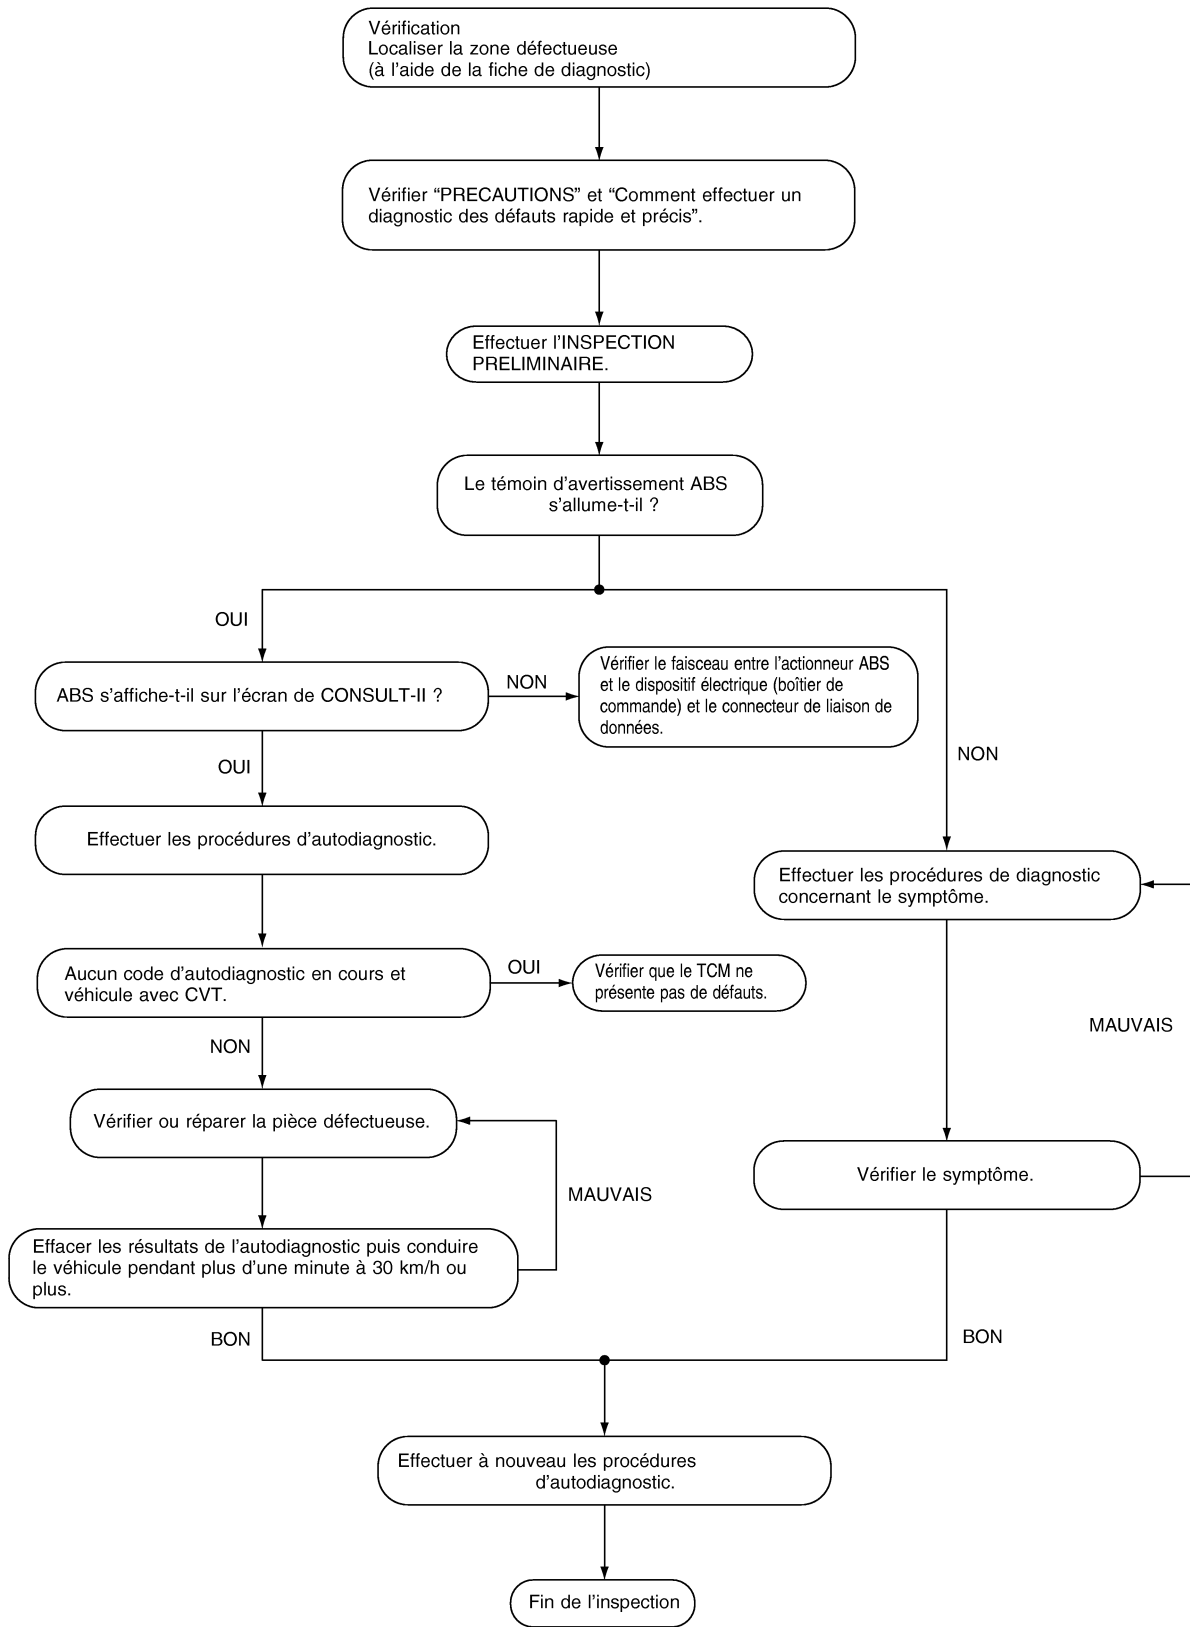 Vérification
Localiser la zone défectueuse
(à l'aide de la fiche de diagnostic)
Vérifier “PRECAUTIONS” et “Comment effectuer un
diagnostic des défauts rapide et précis”.
Effectuer l'INSPECTION
PRELIMINAIRE.
Le témoin d'avertissement ABS
s'allume-t-il ?
OUI
ABS s'affiche-t-il sur l'écran de CONSULT-II ?
NON
Vérifier le faisceau entre l'actionneur ABS
et le dispositif électrique (boîtier de
commande) et le connecteur de liaison de
données.
NON
OUI
Effectuer les procédures d'autodiagnostic.
Effectuer les procédures de diagnostic
concernant le symptôme.
Aucun code d'autodiagnostic en cours et
véhicule avec CVT.
OUI
Vérifier que le TCM ne
présente pas de défauts.
MAUVAIS
NON
Vérifier ou réparer la pièce défectueuse.
MAUVAIS
Vérifier le symptôme.
Effacer les résultats de l'autodiagnostic puis conduire
le véhicule pendant plus d'une minute à 30 km/h ou
plus.
BON
BON
Effectuer à nouveau les procédures
d'autodiagnostic.
Fin de l'inspection